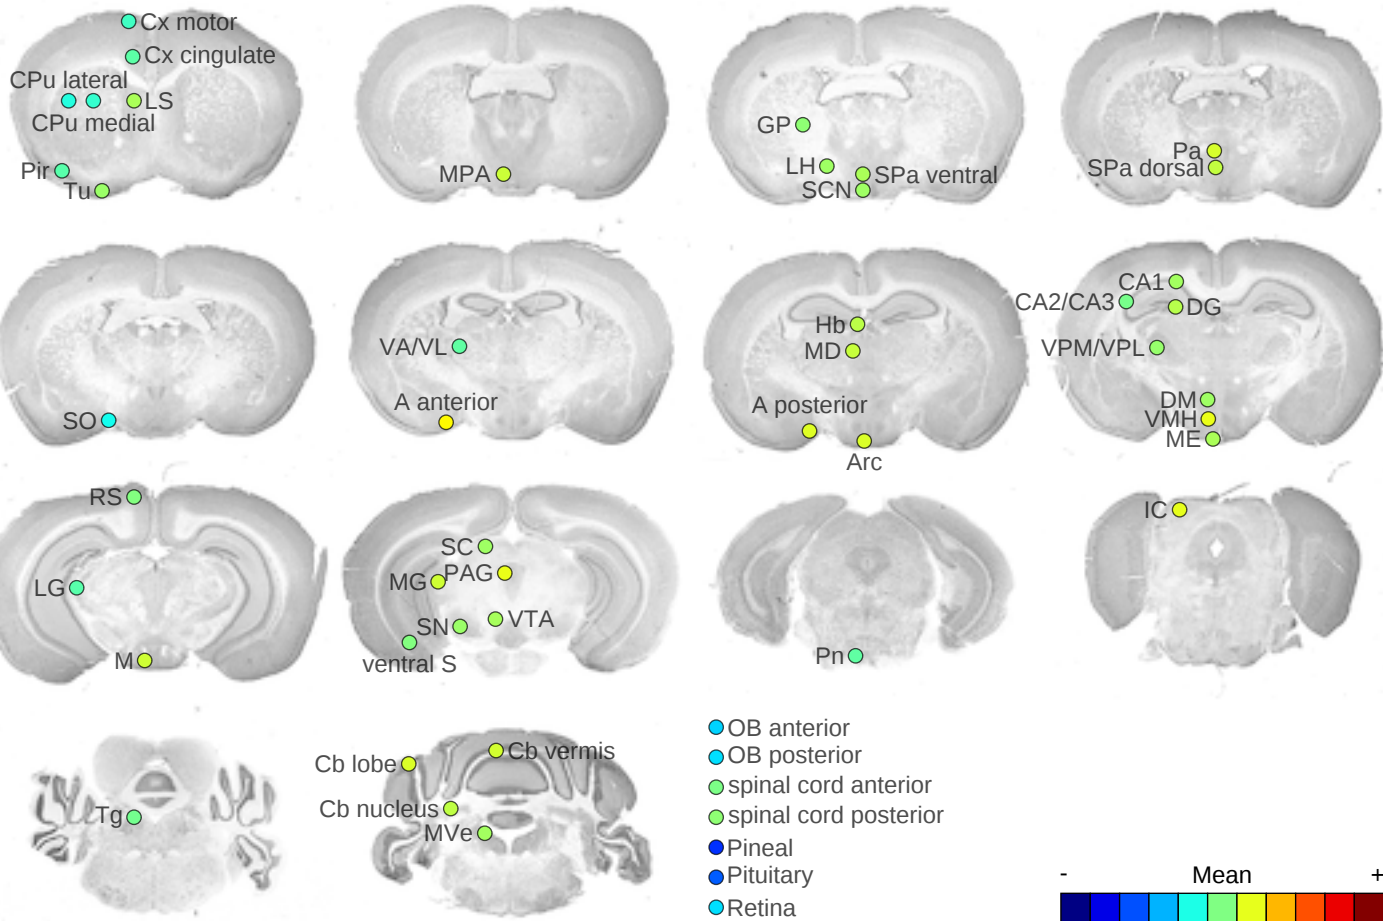 Cx motor
Cx cingulate
CPu lateral
LS
CPu medial
Pir
Tu
MPA
GP
LH
SPa ventral
SCN
Pa
SPa dorsal
SO
VA/VL
A anterior
Hb
MD
A posterior
Arc
CA1
CA2/CA3
DG
VPM/VPL
DM
VMH
ME
RS
LG
M
SC
MG
PAG
SN
VTA
ventral S
Pn
IC
Tg
Cb lobe
Cb vermis
Cb nucleus
MVe
OB anterior
OB posterior
spinal cord anterior
spinal cord posterior
Pineal
Pituitary
Retina
- Mean +